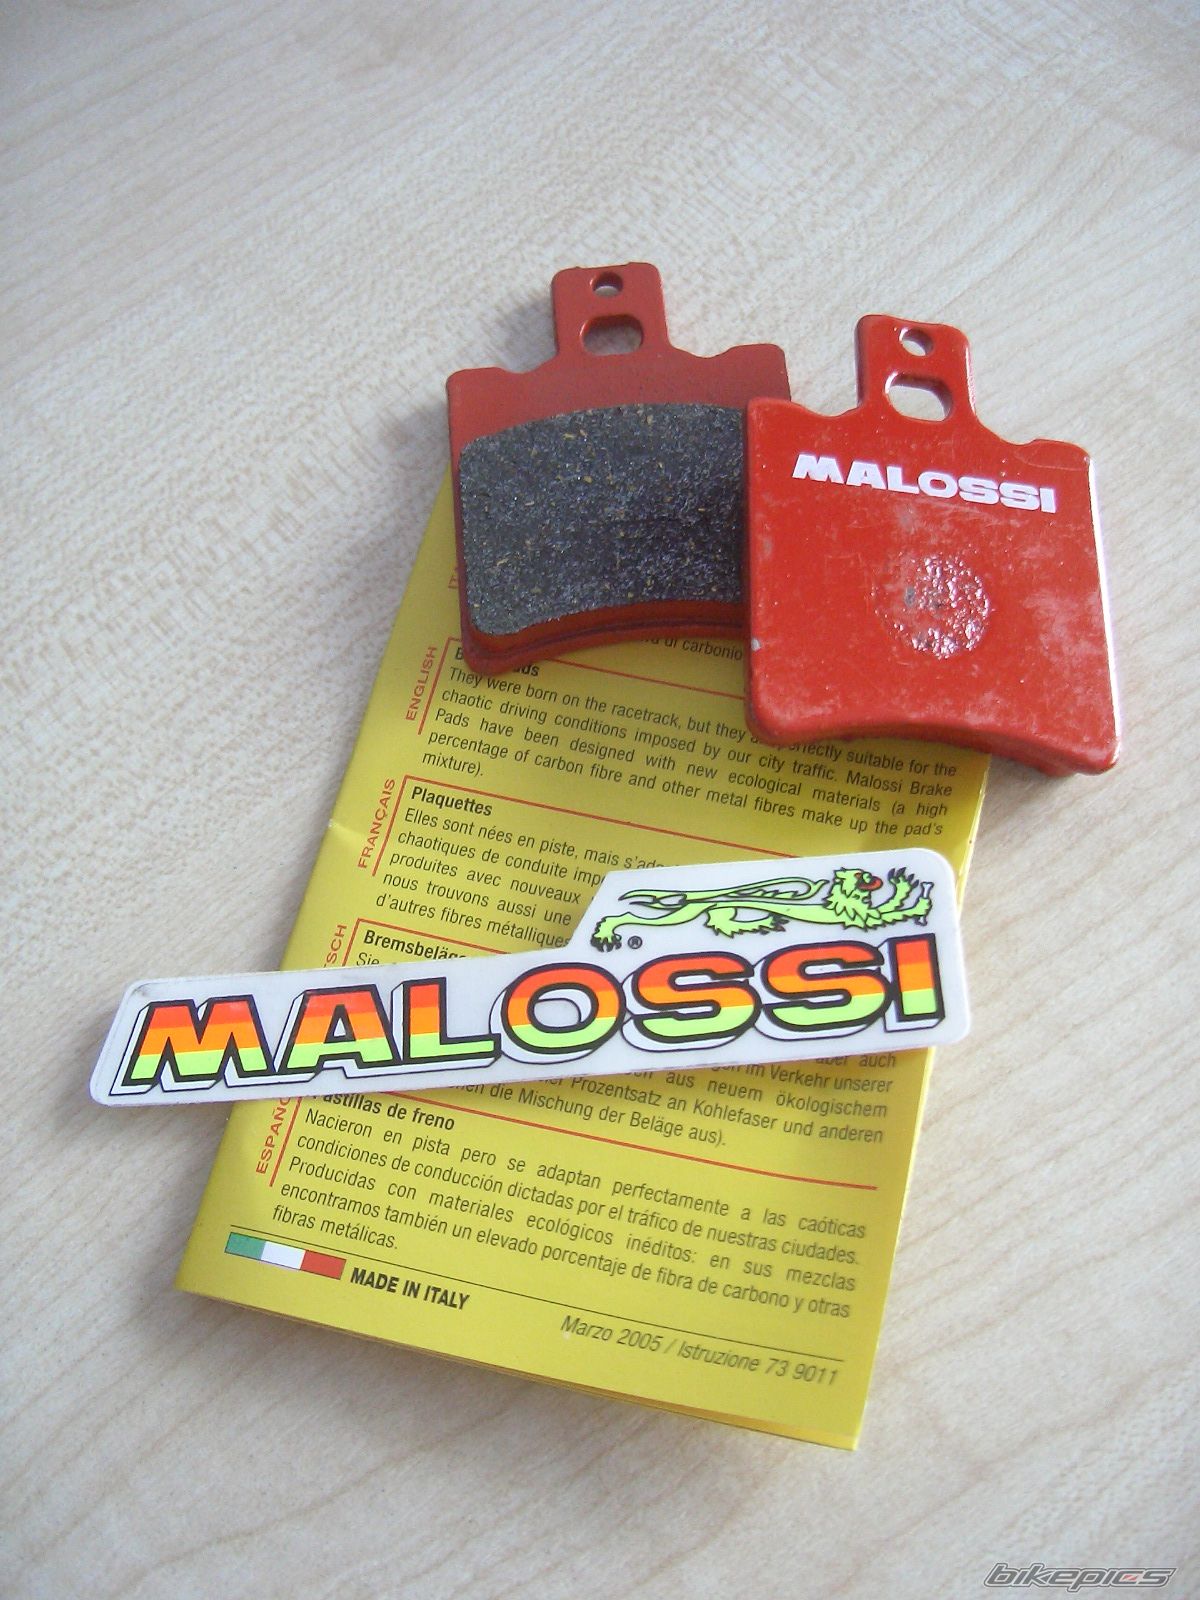 MALOSSI
di carbonio
ENGLISH
They were born on the racetrack, but they perfectly suitable for the
chaotic driving conditions imposed by our city traffic. Malossi Brake
Pads have been designed with new ecological materials (a high
percentage of carbon fibre and other metal fibres make up the pad's
mixture).
FRANÇAIS
Plaquettes
Elles sont nées en piste, mais
chaotiques de conduite
produites avec nouveaux
nous trouvons aussi une
d'autres fibres métalliques
Bremsbeläge
Sie
®
MALOSSI
aber auch
im Verkehr unserer
aus neuem ökologischem
Prozentsatz an Kohlefaser und anderen
die Mischung der Beläge aus).
Pastillas de freno
Nacieron en pista pero se adaptan perfectamente a las caóticas
condiciones de conducción dictadas por el tráfico de nuestras ciudades.
Producidas con materiales ecológicos inéditos: en sus mezclas
encontramos también un elevado porcentaje de fibra de carbono y otras
fibras metálicas.
MADE IN ITALY
Marzo 2005 / Istruzione 73 9011
bikepics